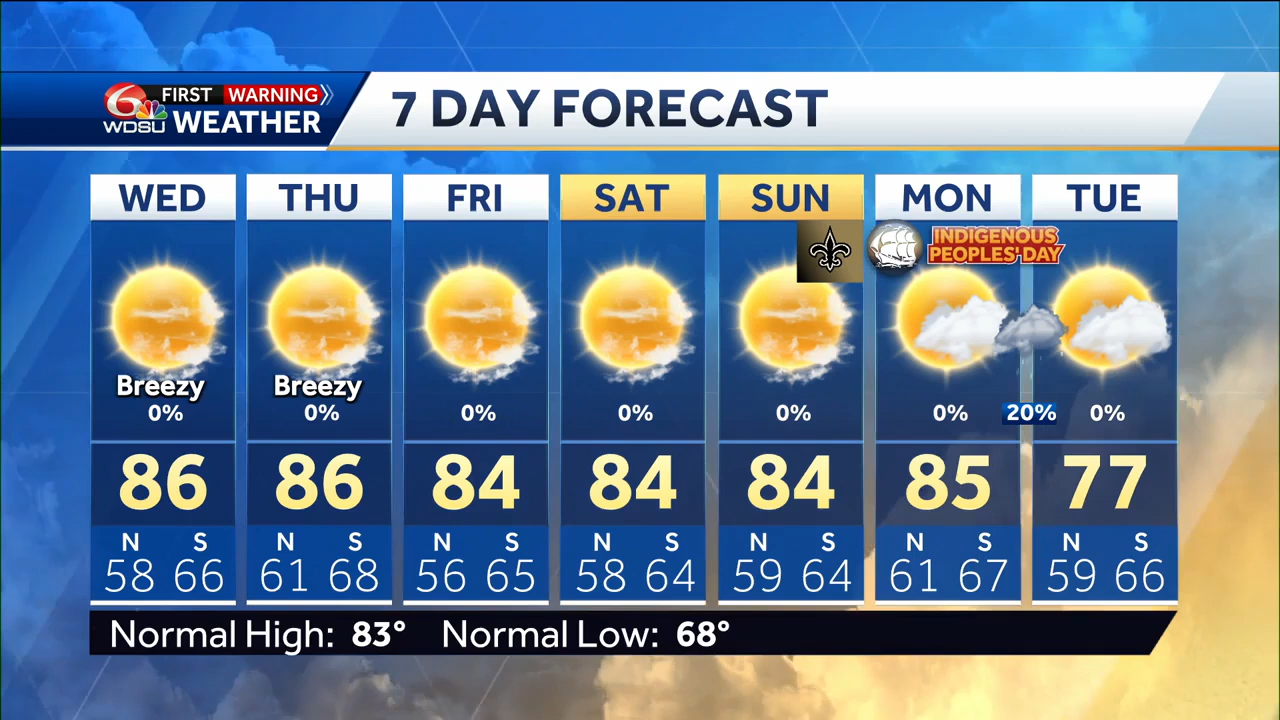 6
WDSU
FIRST WARNING
WEATHER
7 DAY FORECAST
WED THU FRI SAT SUN MON TUE
INDIGENOUS
PEOPLES' DAY
Breezy Breezy
0% 0% 0% 0% 0% 0% 20% 0%
86 86 84 84 84 85 77
N S N S N S N S N S N S N S
58 66 61 68 56 65 58 64 59 64 61 67 59 66
Normal High: 83° Normal Low: 68°